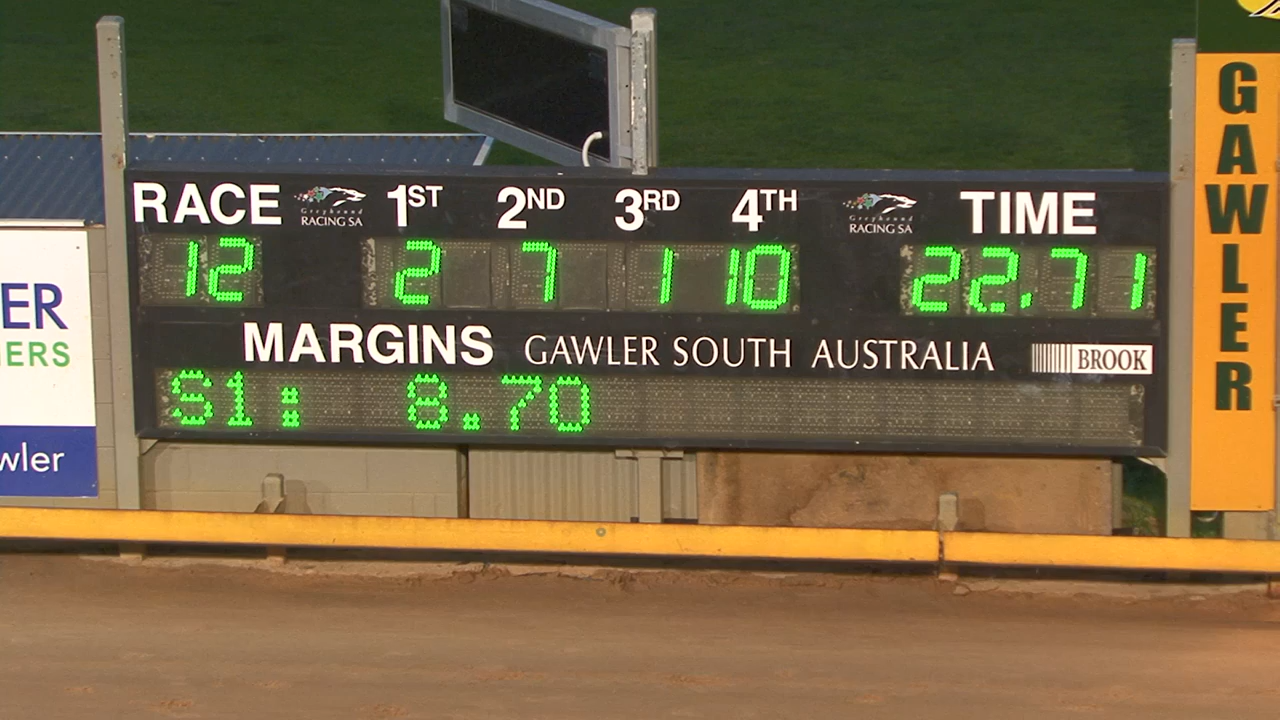 RACE Greyhound RACING SA 1ST 2ND 3RD 4TH Greyhound RACING SA TIME
12 2 7 1 10 22.71
MARGINS GAWLER SOUTH AUSTRALIA BROOK
S1: 8.70
GAWLER
ER
ERS
wler